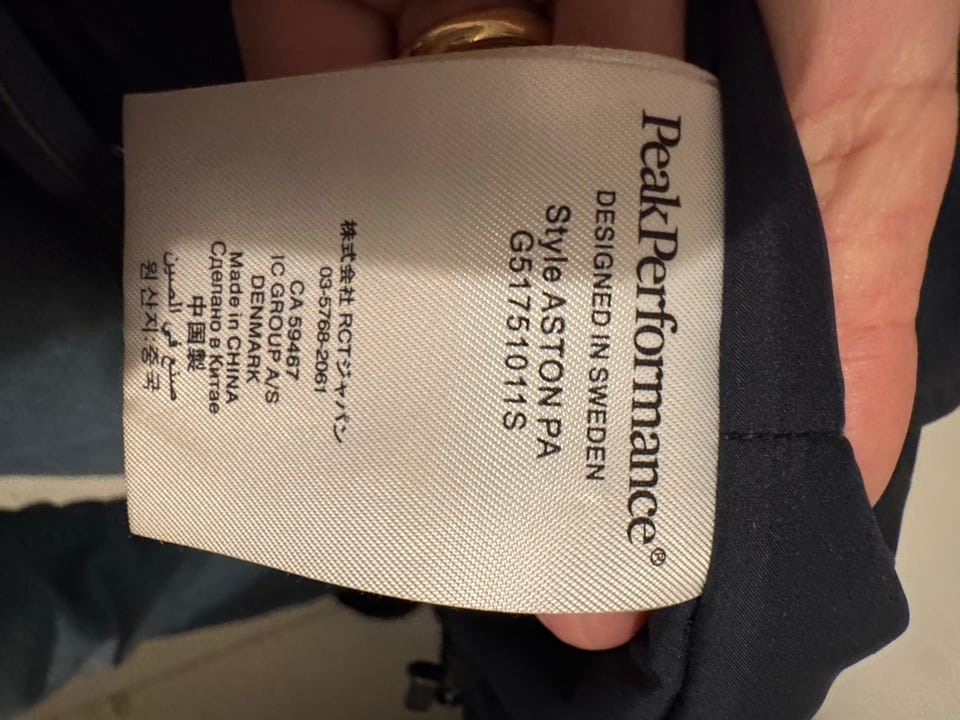 PeakPerformance®
DESIGNED IN SWEDEN
Style ASTON PA
G51751011S
株式会社 RCTジャパン
03-5768-2061
CA 59467
IC GROUP A/S
DENMARK
Made in CHINA
Сделано в Китае
中国製
صنع في الصين
원산지: 중국